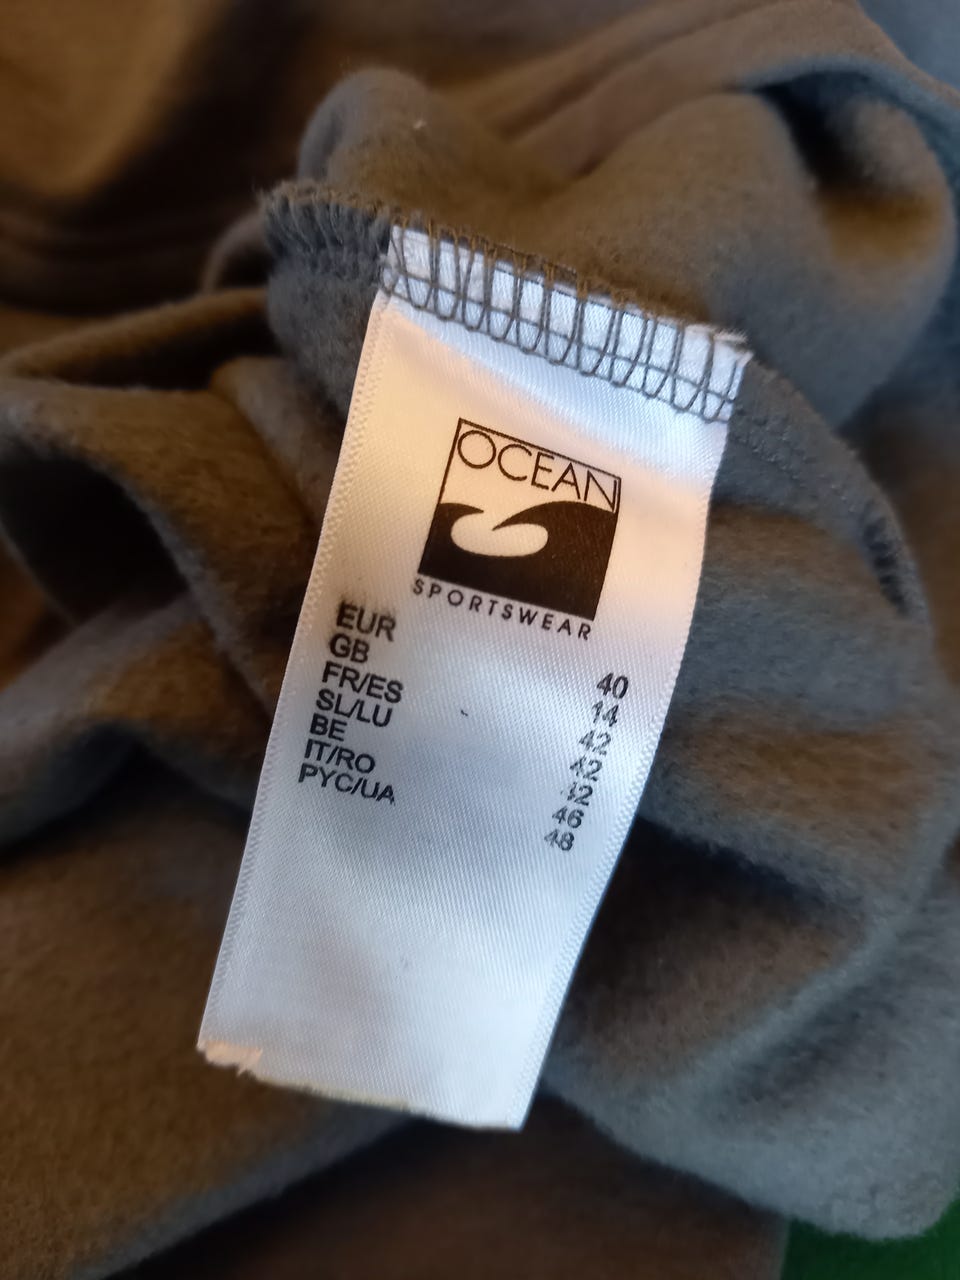 OCEAN
SPORTSWEAR
EUR 40
GB 14
FR/ES 42
SL/LU 42
BE 42
IT/RO 46
PYC/UA 48